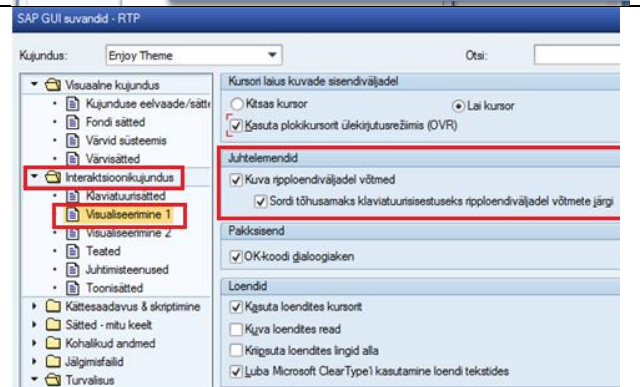 SAP GUI suvandid - RTP
Kujundus:
Enjoy Theme
Otsi:
Visuaalne kujundus
Kujunduse eelvaade/sätte
Fondi sätted
Värvid süsteemis
Värvisätted
Interaktsioonikujundus
Klaviatuurisätted
Visualiseerimine 1
Visualiseerimine 2
Teated
Juhtimisteenused
Toonisätted
Kättesaadavus & skriptimine
Sätted - mitu keelt
Kohalikud andmed
Jälgimisfailid
Turvalisus
Kursori laius kuvade sisendiväljadel
Kitsas kursor
Lai kursor
Kasuta plokikursorit ülekirjutusrežiimis (OVR)
Juhtelemendid
Kuva ripploendiväljadel võtmed
Sordi tõhusamaks klaviatuurisisestuseks ripploendiväljadel võtmete järgi
Pakksisend
OK-koodi dialoogiaken
Loendid
Kasuta loendites kursorit
Kuva loendites read
Kriipsuta loendites lingid alla
Luba Microsoft ClearType'i kasutamine loendi tekstides